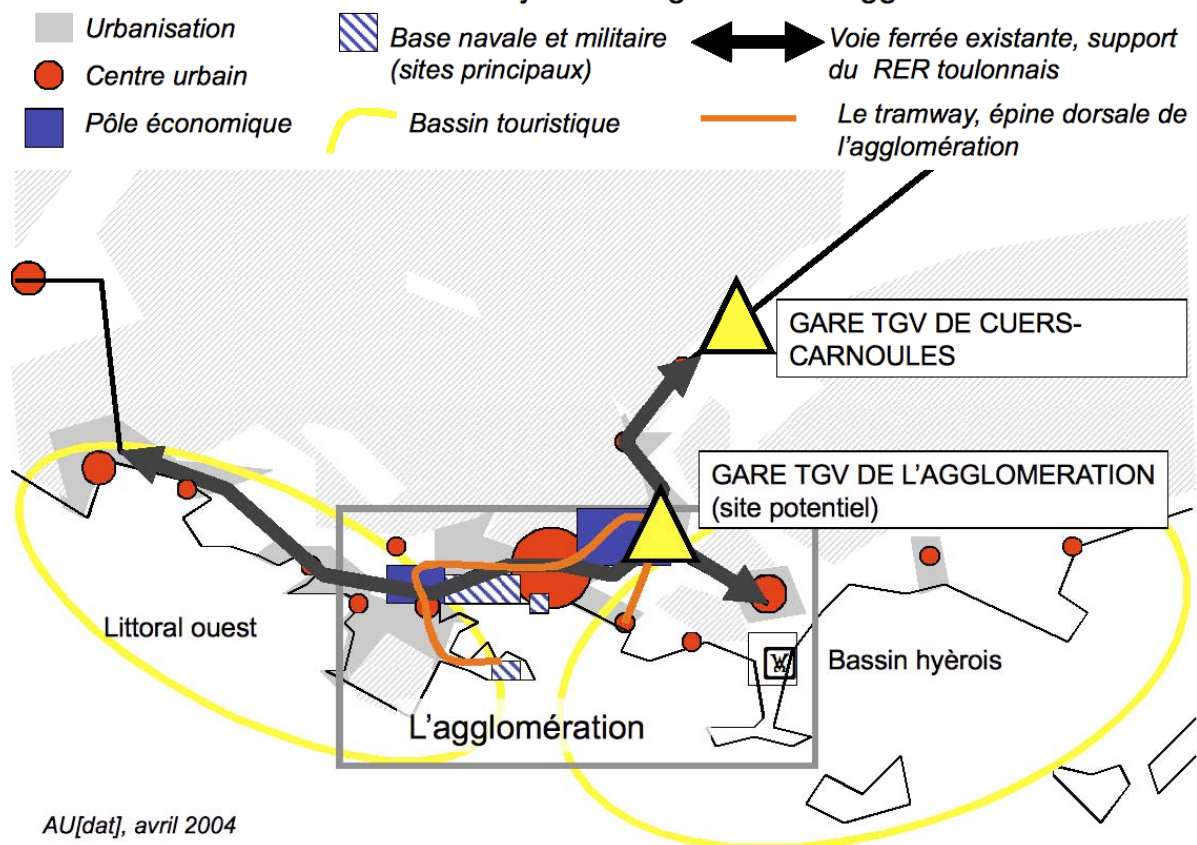 Urbanisation
Centre urbain
Pôle économique
Base navale et militaire
(sites principaux)
Bassin touristique
Voie ferrée existante, support
du RER toulonnais
Le tramway, épine dorsale de
l'agglomération
GARE TGV DE CUERS-
CARNOULES
GARE TGV DE L'AGGLOMERATION
(site potentiel)
Littoral ouest
Bassin hyèrois
L'agglomération
AU[dat], avril 2004